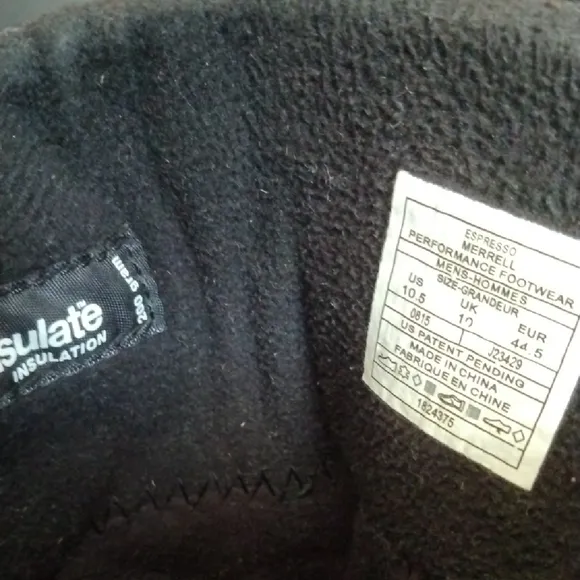 sulate™
INSULATION
200 gram
ESPRESSO
MERRELL
PERFORMANCE FOOTWEAR
MENS-HOMMES
SIZE-GRANDEUR
US UK EUR
10.5 10 44.5
0815 J23429
US PATENT PENDING
MADE IN CHINA
FABRIQUE EN CHINE
1824375